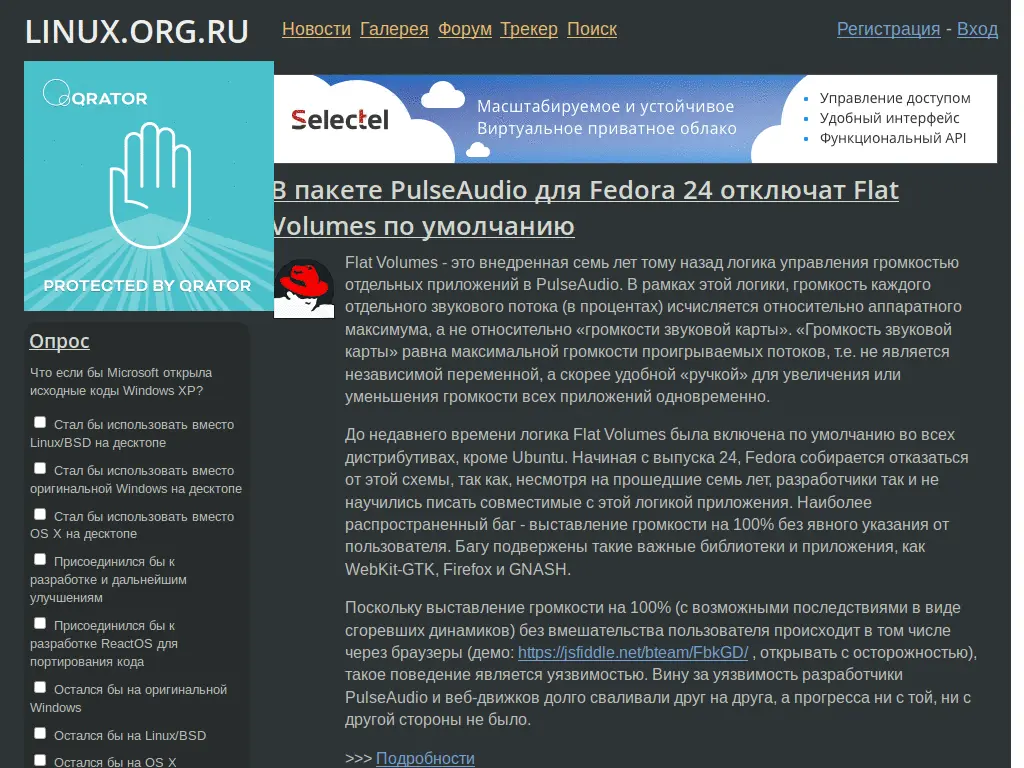 LINUX.ORG.RU
Новости Галерея Форум Трекер Поиск
Регистрация - Вход
QRATOR
PROTECTED BY QRATOR
Selectel
Масштабируемое и устойчивое
Виртуальное приватное облако
Управление доступом
Удобный интерфейс
Функциональный API
Опрос
Что если бы Microsoft открыла
исходные коды Windows XP?
Стал бы использовать вместо
Linux/BSD на десктопе
Стал бы использовать вместо
оригинальной Windows на десктопе
Стал бы использовать вместо
OS X на десктопе
Присоединился бы к
разработке и дальнейшим
улучшениям
Присоединился бы к
разработке ReactOS для
портирования кода
Остался бы на оригинальной
Windows
Остался бы на Linux/BSD
Остался бы на OS X
В пакете PulseAudio для Fedora 24 отключат Flat
Volumes по умолчанию
Flat Volumes - это внедренная семь лет тому назад логика управления громкостью
отдельных приложений в PulseAudio. В рамках этой логики, громкость каждого
отдельного звукового потока (в процентах) исчисляется относительно аппаратного
максимума, а не относительно «громкости звуковой карты». «Громкость звуковой
карты» равна максимальной громкости проигрываемых потоков, т.е. не является
независимой переменной, а скорее удобной «ручкой» для увеличения или
уменьшения громкости всех приложений одновременно.
До недавнего времени логика Flat Volumes была включена по умолчанию во всех
дистрибутивах, кроме Ubuntu. Начиная с выпуска 24, Fedora собирается отказаться
от этой схемы, так как, несмотря на прошедшие семь лет, разработчики так и не
научились писать совместимые с этой логикой приложения. Наиболее
распространенный баг - выставление громкости на 100% без явного указания от
пользователя. Багу подвержены такие важные библиотеки и приложения, как
WebKit-GTK, Firefox и GNASH.
Поскольку выставление громкости на 100% (с возможными последствиями в виде
сгоревших динамиков) без вмешательства пользователя происходит в том числе
через браузеры (демо: https://jsfiddle.net/bteam/FbkGD/ , открывать с осторожностью),
такое поведение является уязвимостью. Вину за уязвимость разработчики
PulseAudio и веб-движков долго сваливали друг на друга, а прогресса ни с той, ни с
другой стороны не было.
>>> Подробности